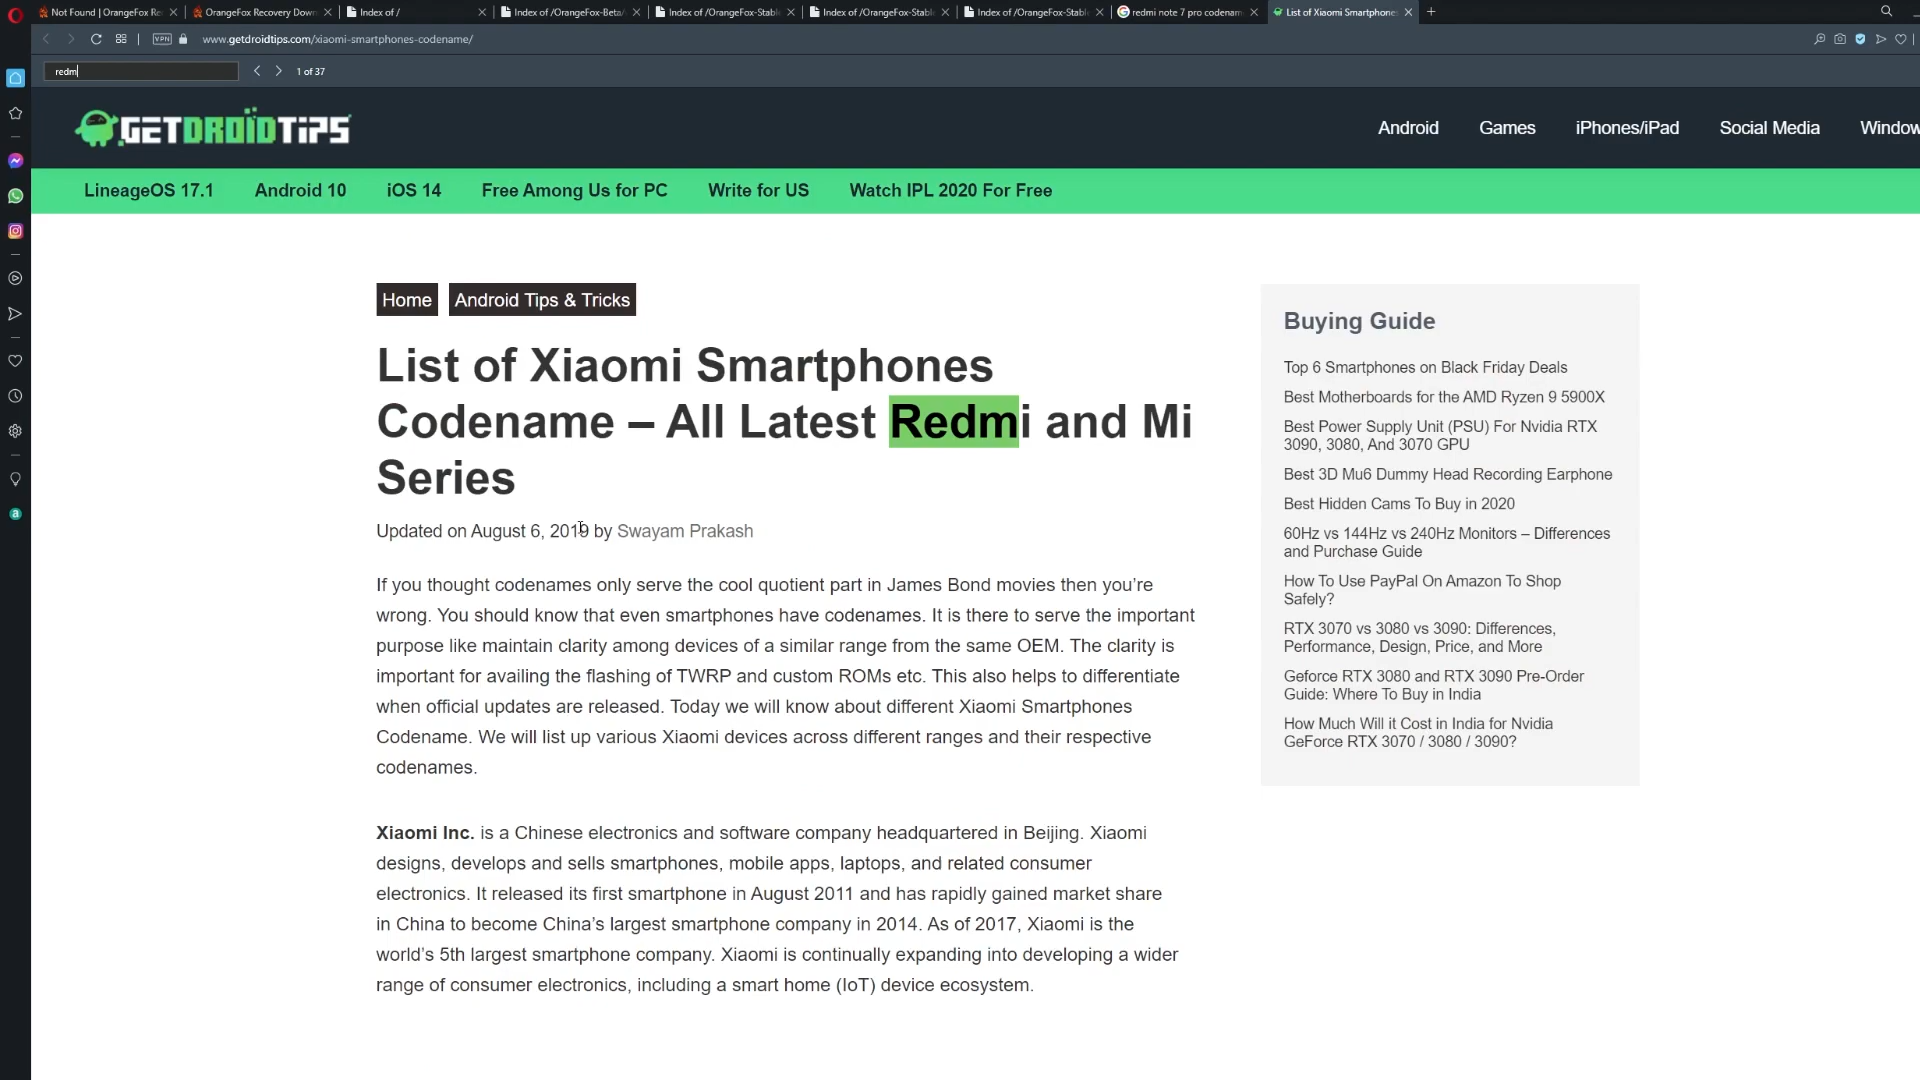 Not Found | OrangeFox Re
OrangeFox Recovery Down
Index of /
Index of /OrangeFox-Beta/
Index of /OrangeFox-Stabl
Index of /OrangeFox-Stabl
Index of /OrangeFox-Stabl
redmi note 7 pro codenam
List of Xiaomi Smartphone
VPN
www.getdroidtips.com/xiaomi-smartphones-codename/
redm
1 of 37
GETDROIDTIPS
Android
Games
iPhones/iPad
Social Media
Window
LineageOS 17.1
Android 10
iOS 14
Free Among Us for PC
Write for US
Watch IPL 2020 For Free
Home
Android Tips & Tricks
List of Xiaomi Smartphones
Codename – All Latest Redmi and Mi
Series
Updated on August 6, 2019 by Swayam Prakash
If you thought codenames only serve the cool quotient part in James Bond movies then you’re
wrong. You should know that even smartphones have codenames. It is there to serve the important
purpose like maintain clarity among devices of a similar range from the same OEM. The clarity is
important for availing the flashing of TWRP and custom ROMs etc. This also helps to differentiate
when official updates are released. Today we will know about different Xiaomi Smartphones
Codename. We will list up various Xiaomi devices across different ranges and their respective
codenames.
Xiaomi Inc. is a Chinese electronics and software company headquartered in Beijing. Xiaomi
designs, develops and sells smartphones, mobile apps, laptops, and related consumer
electronics. It released its first smartphone in August 2011 and has rapidly gained market share
in China to become China’s largest smartphone company in 2014. As of 2017, Xiaomi is the
world’s 5th largest smartphone company. Xiaomi is continually expanding into developing a wider
range of consumer electronics, including a smart home (IoT) device ecosystem.
Buying Guide
Top 6 Smartphones on Black Friday Deals
Best Motherboards for the AMD Ryzen 9 5900X
Best Power Supply Unit (PSU) For Nvidia RTX
3090, 3080, And 3070 GPU
Best 3D Mu6 Dummy Head Recording Earphone
Best Hidden Cams To Buy in 2020
60Hz vs 144Hz vs 240Hz Monitors – Differences
and Purchase Guide
How To Use PayPal On Amazon To Shop
Safely?
RTX 3070 vs 3080 vs 3090: Differences,
Performance, Design, Price, and More
Geforce RTX 3080 and RTX 3090 Pre-Order
Guide: Where To Buy in India
How Much Will it Cost in India for Nvidia
GeForce RTX 3070 / 3080 / 3090?